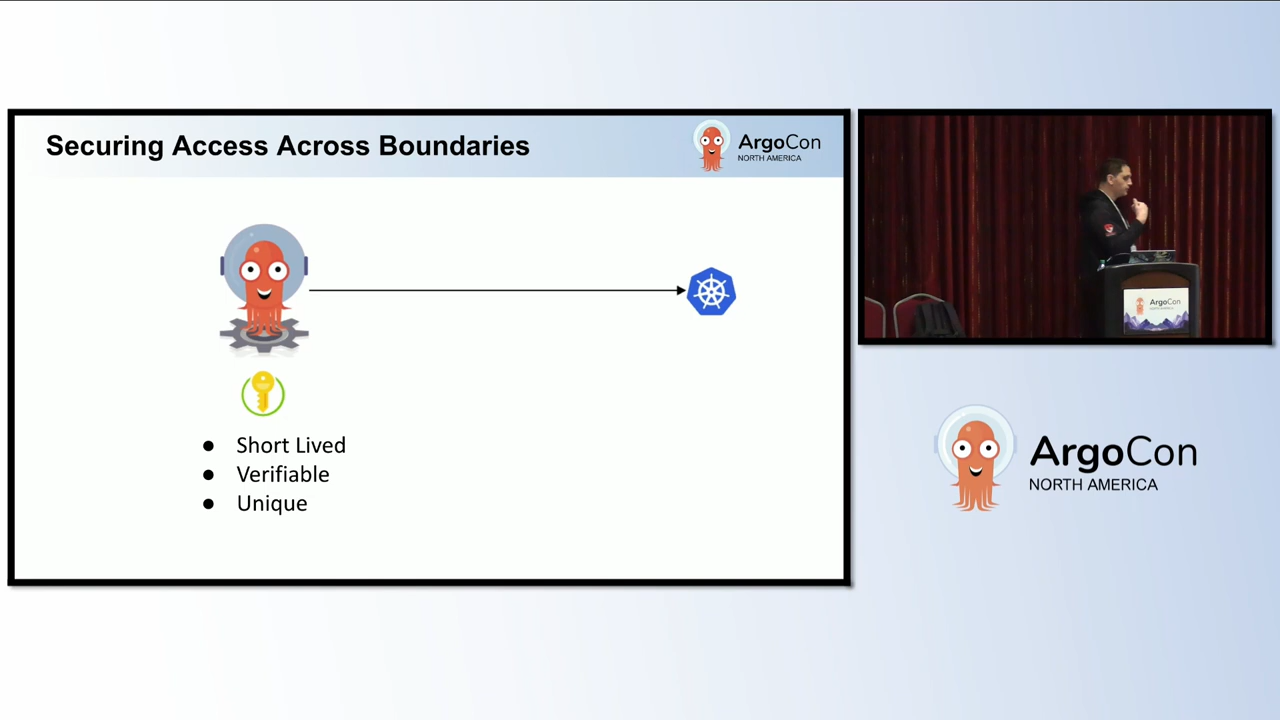 Securing Access Across Boundaries
ArgoCon
NORTH AMERICA
● Short Lived
● Verifiable
● Unique
ArgoCon
ArgoCon
NORTH AMERICA